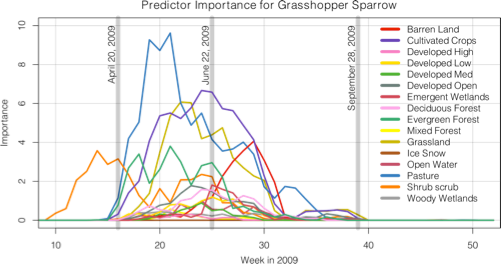 Predictor Importance for Grasshopper Sparrow
Importance
10
8
6
4
2
0
April 20, 2009
June 22, 2009
September 28, 2009
Barren Land
Cultivated Crops
Developed High
Developed Low
Developed Med
Developed Open
Emergent Wetlands
Deciduous Forest
Evergreen Forest
Mixed Forest
Grassland
Ice Snow
Open Water
Pasture
Shrub scrub
Woody Wetlands
10
20
30
40
50
Week in 2009